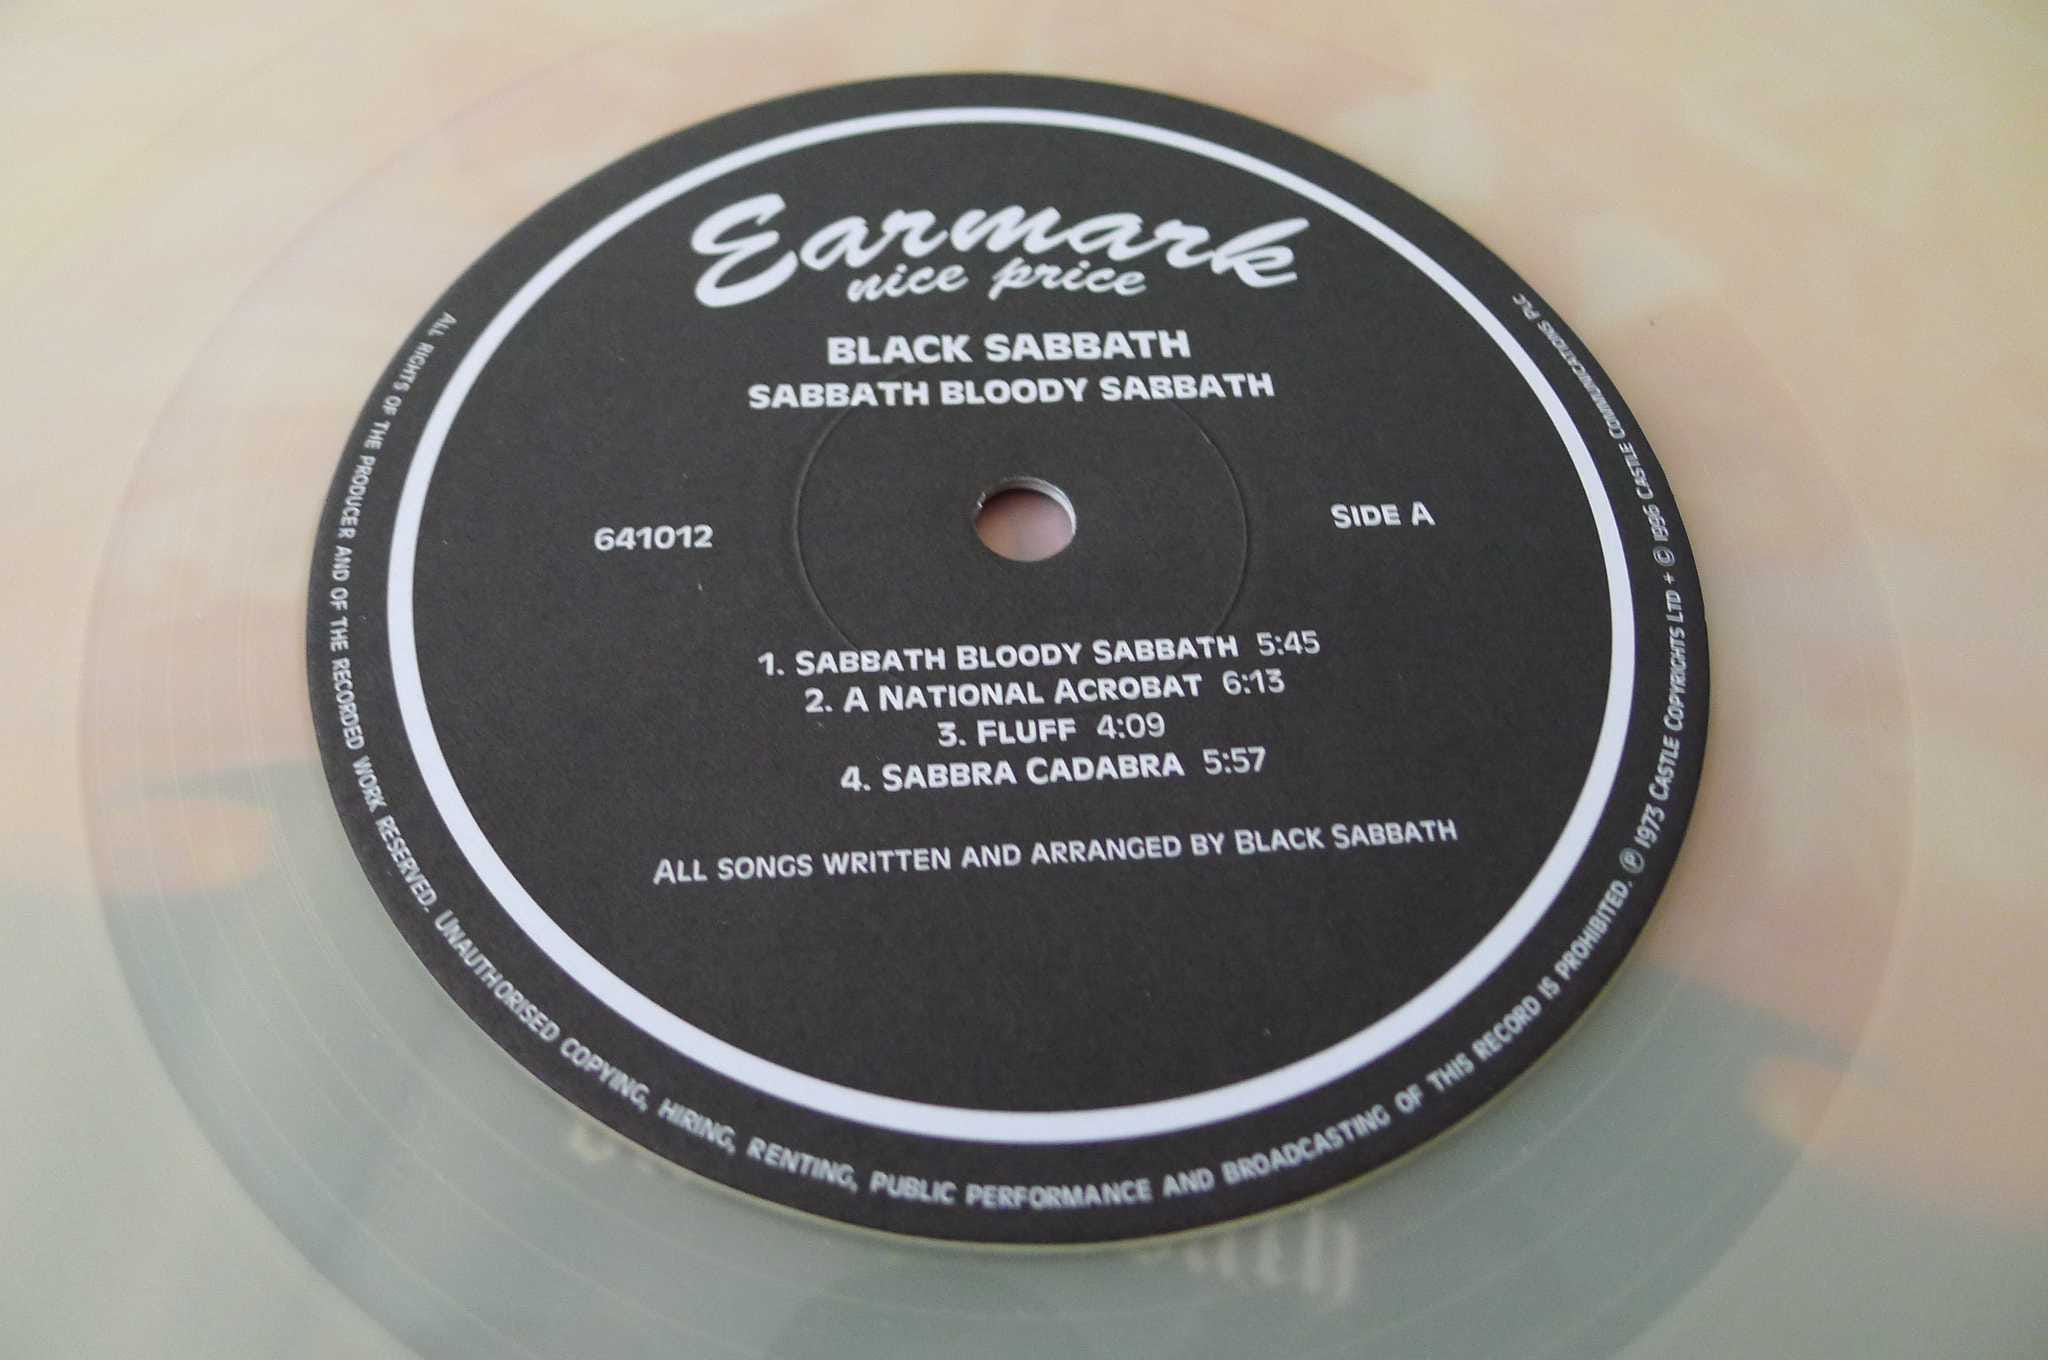 Earmark
nice price
BLACK SABBATH
SABBATH BLOODY SABBATH
641012
SIDE A
1. SABBATH BLOODY SABBATH 5:45
2. A NATIONAL ACROBAT 6:13
3. FLUFF 4:09
4. SABBRA CADABRA 5:57
ALL SONGS WRITTEN AND ARRANGED BY BLACK SABBATH
ALL RIGHTS OF THE PRODUCER AND OF THE RECORDED WORK RESERVED. UNAUTHORISED COPYING, HIRING, RENTING, PUBLIC PERFORMANCE AND BROADCASTING OF THIS RECORD IS PROHIBITED. ℗ 1973 CASTLE COPYRIGHTS LTD + © 1996 CASTLE COMMUNICATIONS PLC